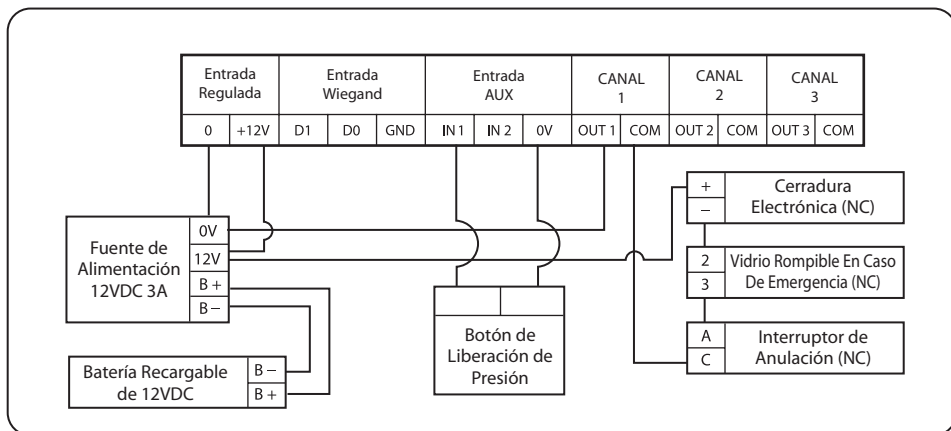 Entrada Regulada
Entrada Wiegand
Entrada AUX
CANAL 1
CANAL 2
CANAL 3
0 +12V D1 D0 GND IN 1 IN 2 0V OUT 1 COM OUT 2 COM OUT 3 COM
Fuente de
Alimentación
12VDC 3A
0V
12V
B +
B –
Batería Recargable
de 12VDC
B –
B +
Botón de
Liberación de
Presión
+
–
Cerradura
Electrónica (NC)
2
3
Vidrio Rompible En Caso
De Emergencia (NC)
A
C
Interruptor de
Anulación (NC)